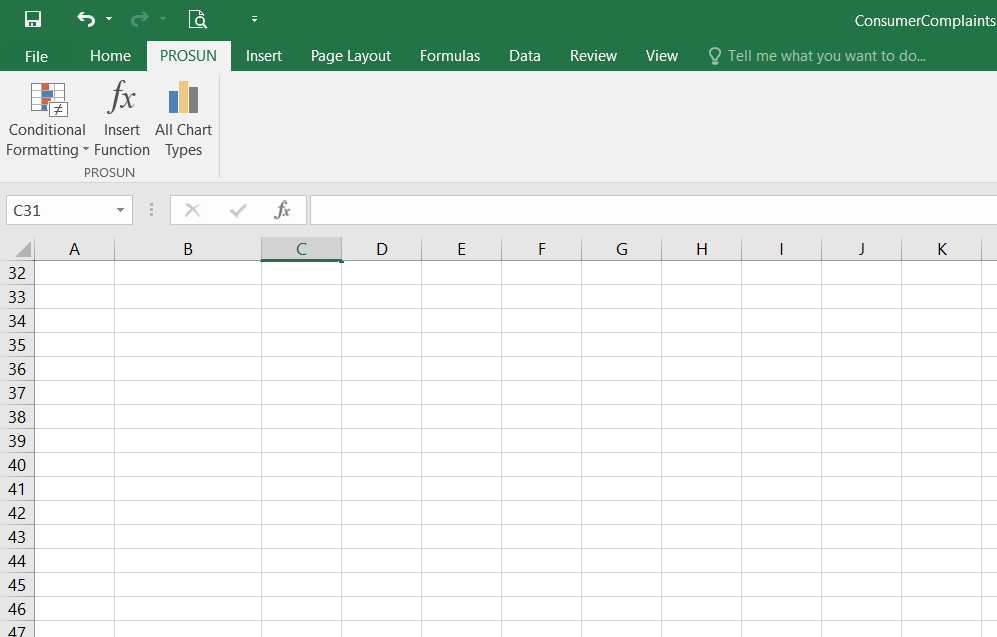 ConsumerComplaints
File Home PROSUN Insert Page Layout Formulas Data Review View Tell me what you want to do...
Conditional Formatting
Insert Function
All Chart Types
PROSUN
C31
fx
A B C D E F G H I J K
32
33
34
35
36
37
38
39
40
41
42
43
44
45
46
47